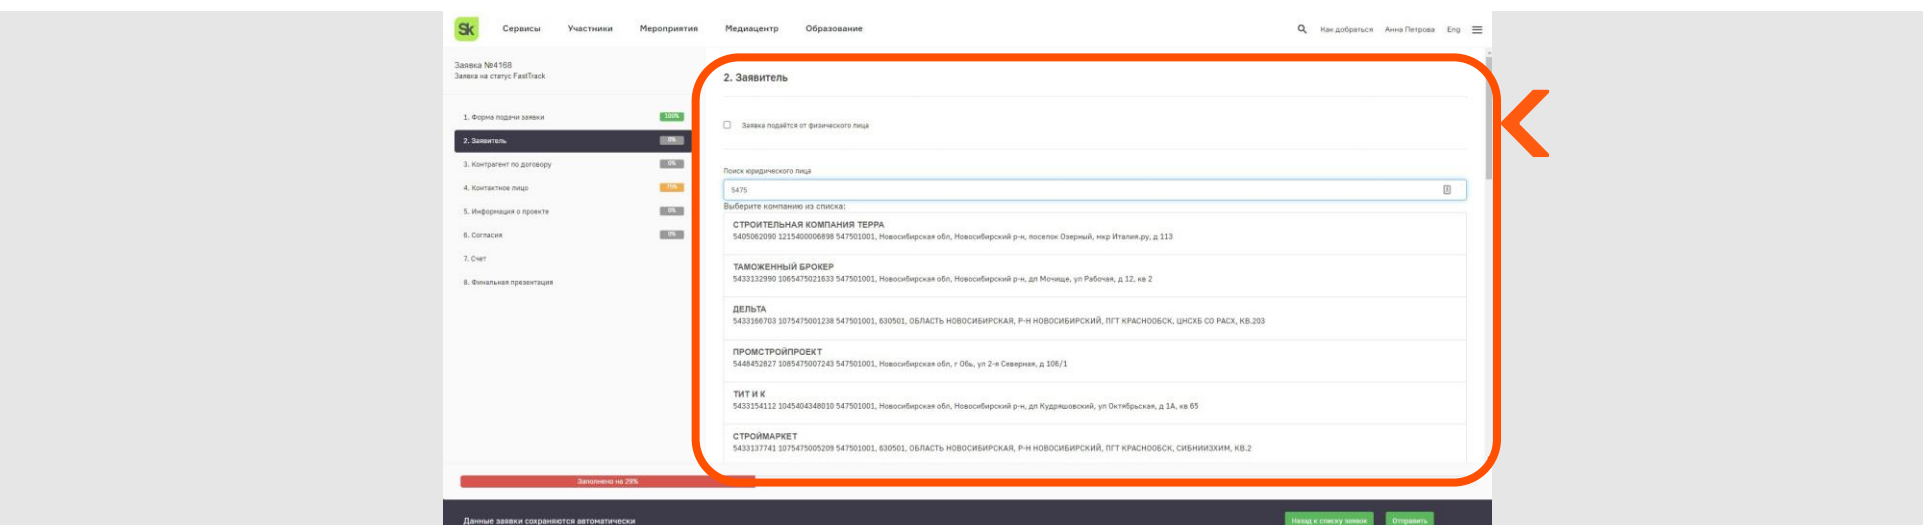 Sk Сервисы Участники Мероприятия Медиацентр Образование Как добраться Анна Петрова Eng
Заявка №4168
Заявка на статус FastTrack
1. Форма подачи заявки 100%
2. Заявитель 0%
3. Контрагент по договору 0%
4. Контактное лицо 75%
5. Информация о проекте 0%
6. Согласия 0%
7. Счет
8. Финальная презентация
2. Заявитель
Заявка подаётся от физического лица
Поиск юридического лица
5475
Выберите компанию из списка:
СТРОИТЕЛЬНАЯ КОМПАНИЯ ТЕРРА
5405062090 1215400006898 547501001, Новосибирская обл, Новосибирский р-н, поселок Озерный, мкр Италия.ру, д 113
ТАМОЖЕННЫЙ БРОКЕР
5433132990 1065475021633 547501001, Новосибирская обл, Новосибирский р-н, дп Мочище, ул Рабочая, д 12, кв 2
ДЕЛЬТА
5433166703 1075475001238 547501001, 630501, ОБЛАСТЬ НОВОСИБИРСКАЯ, Р-Н НОВОСИБИРСКИЙ, ПГТ КРАСНООБСК, ЦНСХБ СО РАСХ, КВ.203
ПРОМСТРОЙПРОЕКТ
5448452827 1085475007243 547501001, Новосибирская обл, г Обь, ул 2-я Северная, д 108/1
ТИТ И К
5433154112 1045404348010 547501001, Новосибирская обл, Новосибирский р-н, дп Кудряшовский, ул Октябрьская, д 1А, кв 65
СТРОЙМАРКЕТ
5433137741 1075475005209 547501001, 630501, ОБЛАСТЬ НОВОСИБИРСКАЯ, Р-Н НОВОСИБИРСКИЙ, ПГТ КРАСНООБСК, СИБНИИЗХИМ, КВ.2
Заполнено на 29%
Данные заявки сохраняются автоматически
Назад к списку заявок Отправить